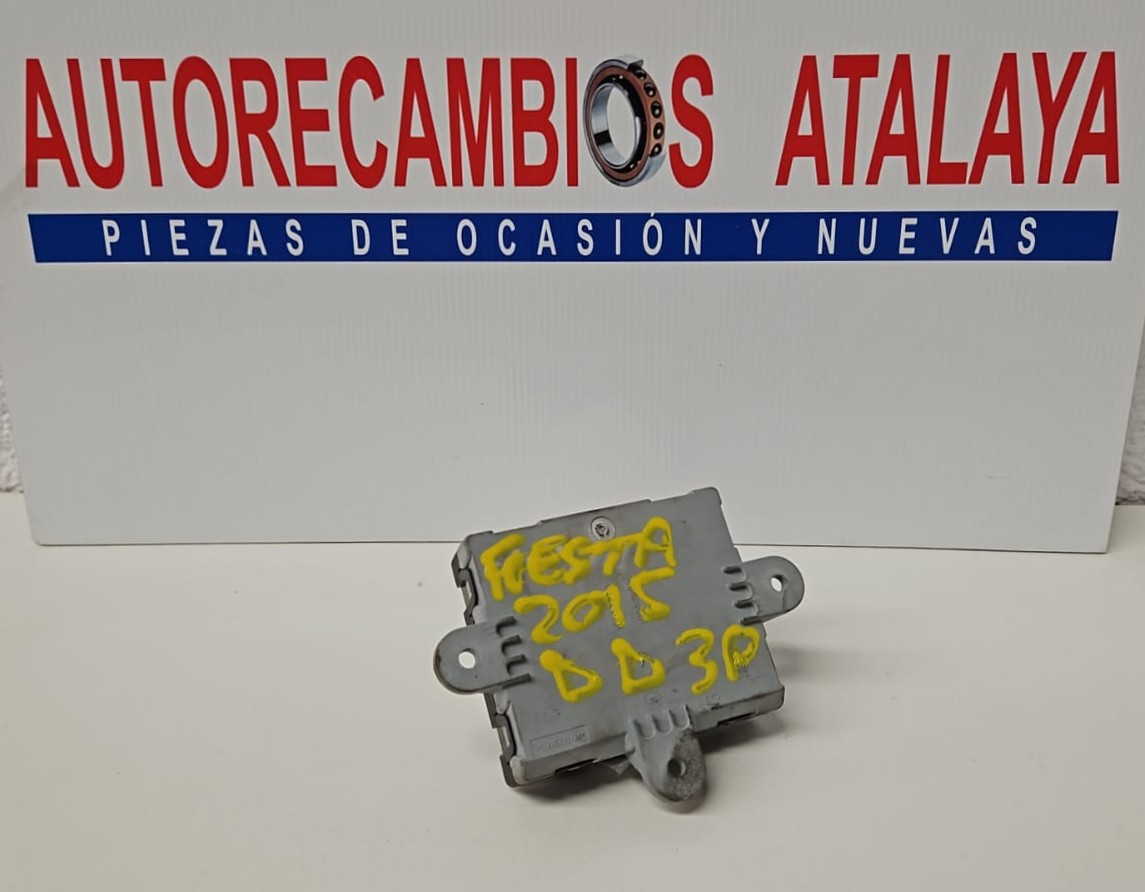 AUTORECAMBIOS ATALAYA
PIEZAS DE OCASIÓN Y NUEVAS
FIESTA
2015
DD 3P